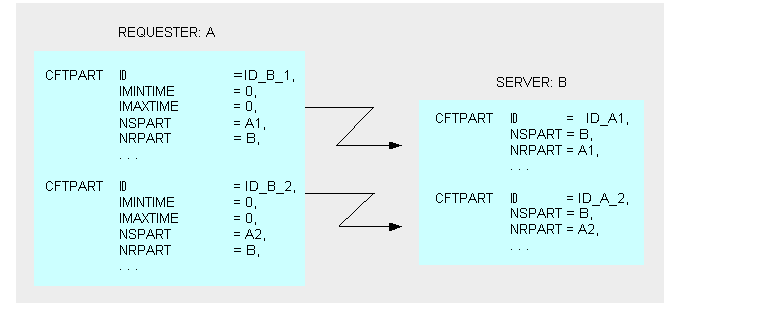 REQUESTER: A
CFTPART ID =ID_B_1,
IMINTIME = 0,
IMAXTIME = 0,
NSPART = A1,
NRPART = B,
. . .
CFTPART ID = ID_B_2,
IMINTIME = 0,
IMAXTIME = 0,
NSPART = A2,
NRPART = B,
. . .
SERVER: B
CFTPART ID = ID_A1,
NSPART = B,
NRPART = A1,
. . .
CFTPART ID = ID_A_2,
NSPART = B,
NRPART = A2,
. . .